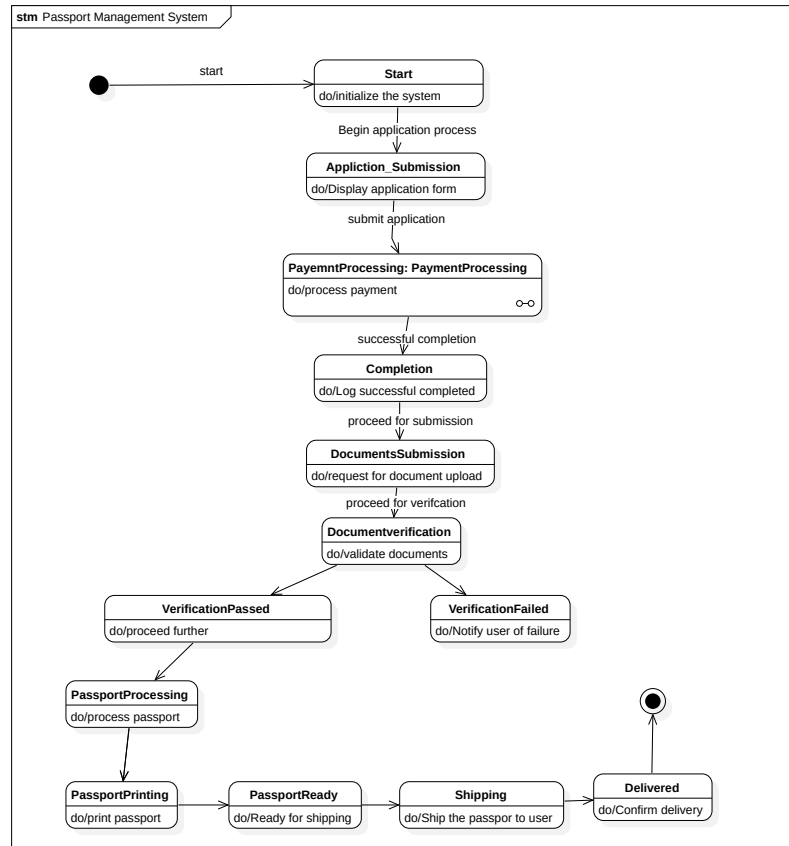 stm Passport Management System
start
Start
do/initialize the system
Begin application process
Appliction_Submission
do/Display application form
submit application
PayemntProcessing: PaymentProcessing
do/process payment
successful completion
Completion
do/Log successful completed
proceed for submission
DocumentsSubmission
do/request for document upload
proceed for verifcation
Documentverification
do/validate documents
VerificationPassed
do/proceed further
VerificationFailed
do/Notify user of failure
PassportProcessing
do/process passport
PassportPrinting
do/print passport
PassportReady
do/Ready for shipping
Shipping
do/Ship the passpor to user
Delivered
do/Confirm delivery